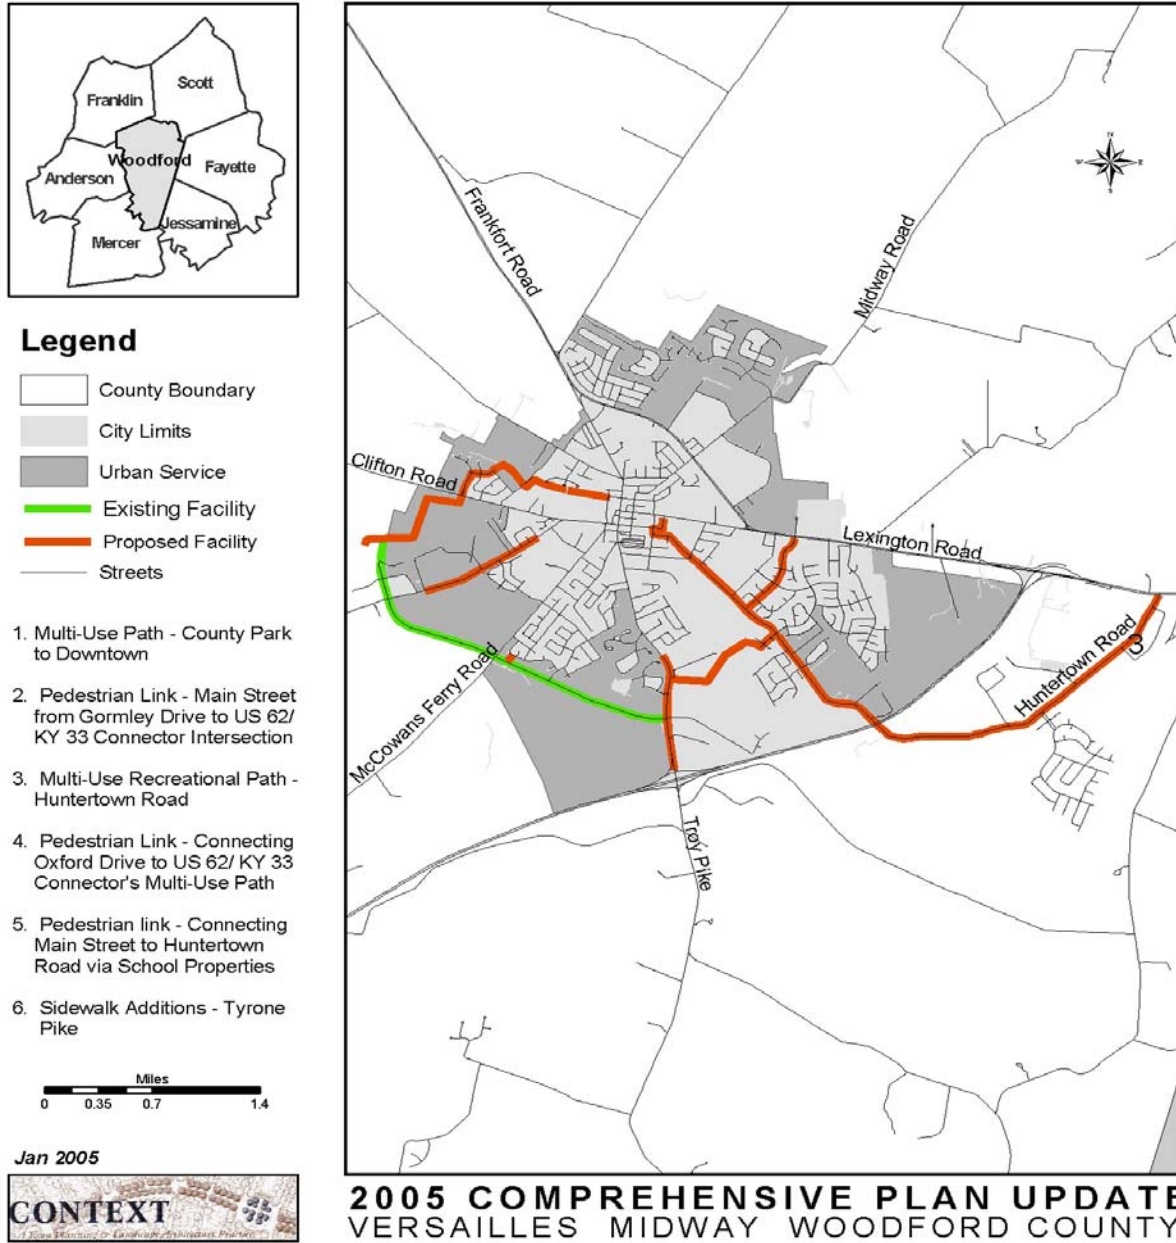 Franklin
Scott
Woodford
Anderson
Fayette
Jessamine
Mercer
Legend
County Boundary
City Limits
Urban Service
Existing Facility
Proposed Facility
Streets
1. Multi-Use Path - County Park
to Downtown
2. Pedestrian Link - Main Street
from Gormley Drive to US 62/
KY 33 Connector Intersection
3. Multi-Use Recreational Path -
Huntertown Road
4. Pedestrian Link - Connecting
Oxford Drive to US 62/ KY 33
Connector's Multi-Use Path
5. Pedestrian link - Connecting
Main Street to Huntertown
Road via School Properties
6. Sidewalk Additions - Tyrone
Pike
Miles
0 0.35 0.7 1.4
Jan 2005
CONTEXT
A Town Planning & Landscape Architecture Practice
N
W E
S
Frankfort Road
Midway Road
Clifton Road
Lexington Road
Huntertown Road
3
McCowans Ferry Road
Troy Pike
2005 COMPREHENSIVE PLAN UPDATE
VERSAILLES MIDWAY WOODFORD COUNTY